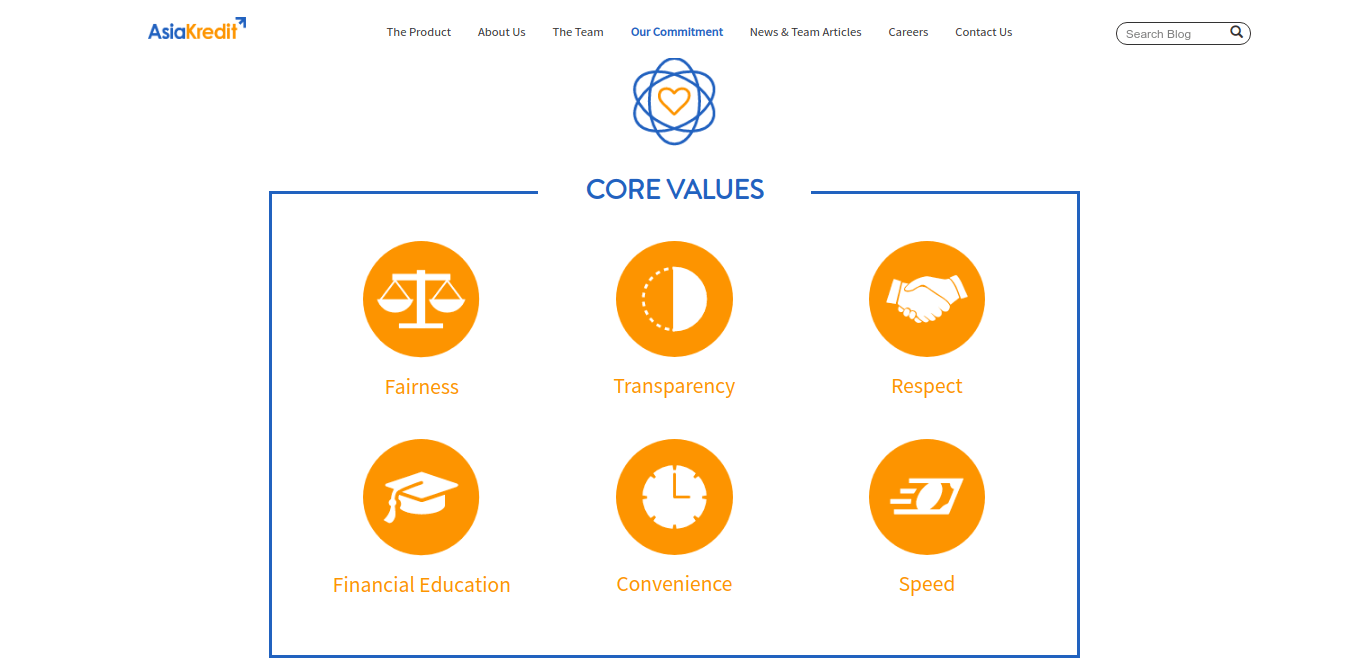 AsiaKredit
The Product About Us The Team Our Commitment News & Team Articles Careers Contact Us
Search Blog
CORE VALUES
Fairness Transparency Respect
Financial Education Convenience Speed